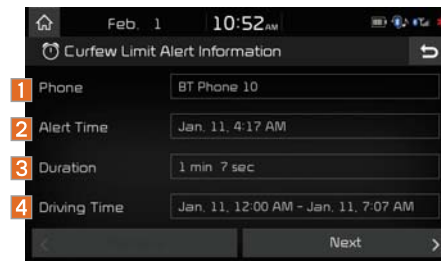 Feb. 1 10:52 AM
Curfew Limit Alert Information
1 Phone BT Phone 10
2 Alert Time Jan. 11, 4:17 AM
3 Duration 1 min 7 sec
4 Driving Time Jan. 11, 12:00 AM - Jan. 11, 7:07 AM
Next